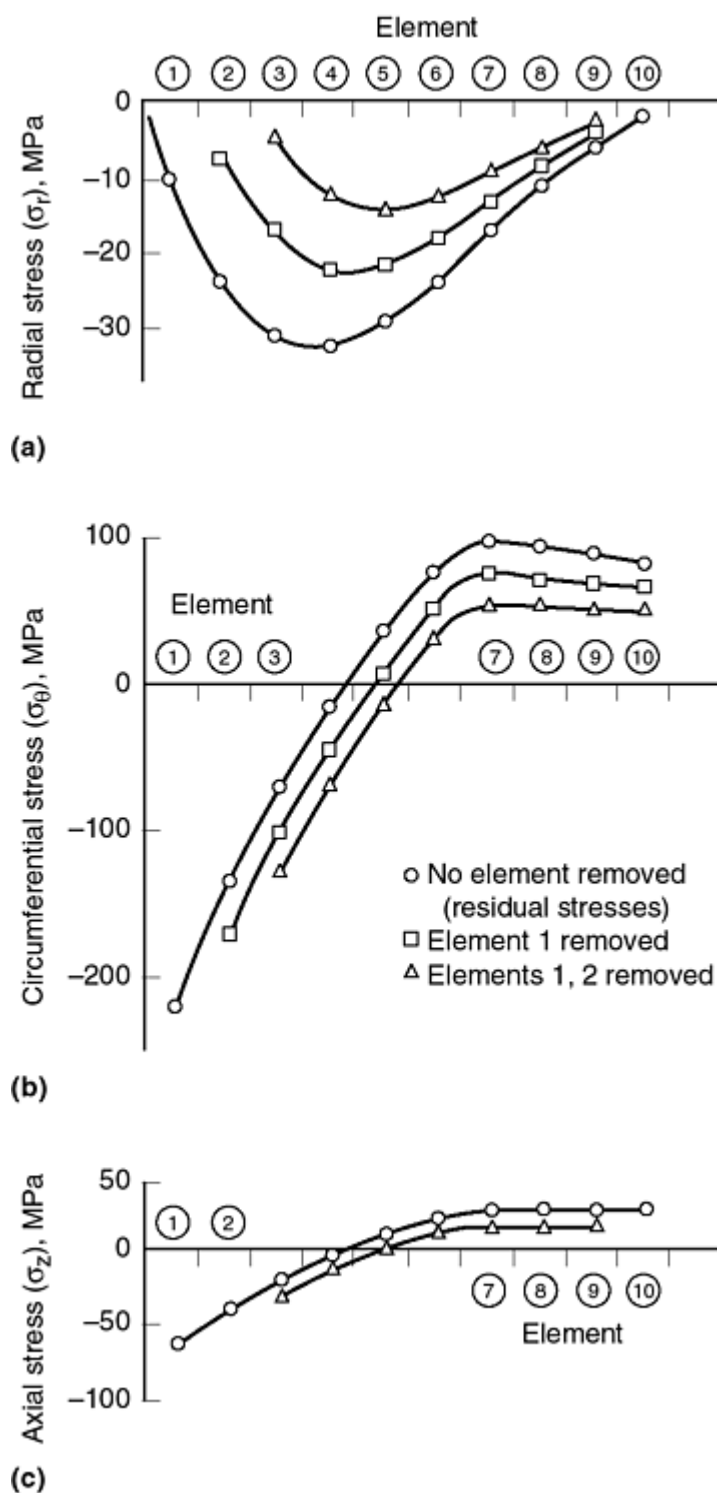 Element
1 2 3 4 5 6 7 8 9 10
0
−10
−20
−30
Radial stress (σr), MPa
(a)
100
0
−100
−200
Circumferential stress (σθ), MPa
Element
1 2 3 7 8 9 10
No element removed
(residual stresses)
Element 1 removed
Elements 1, 2 removed
(b)
50
0
−50
−100
Axial stress (σz), MPa
1 2
7 8 9 10
Element
(c)